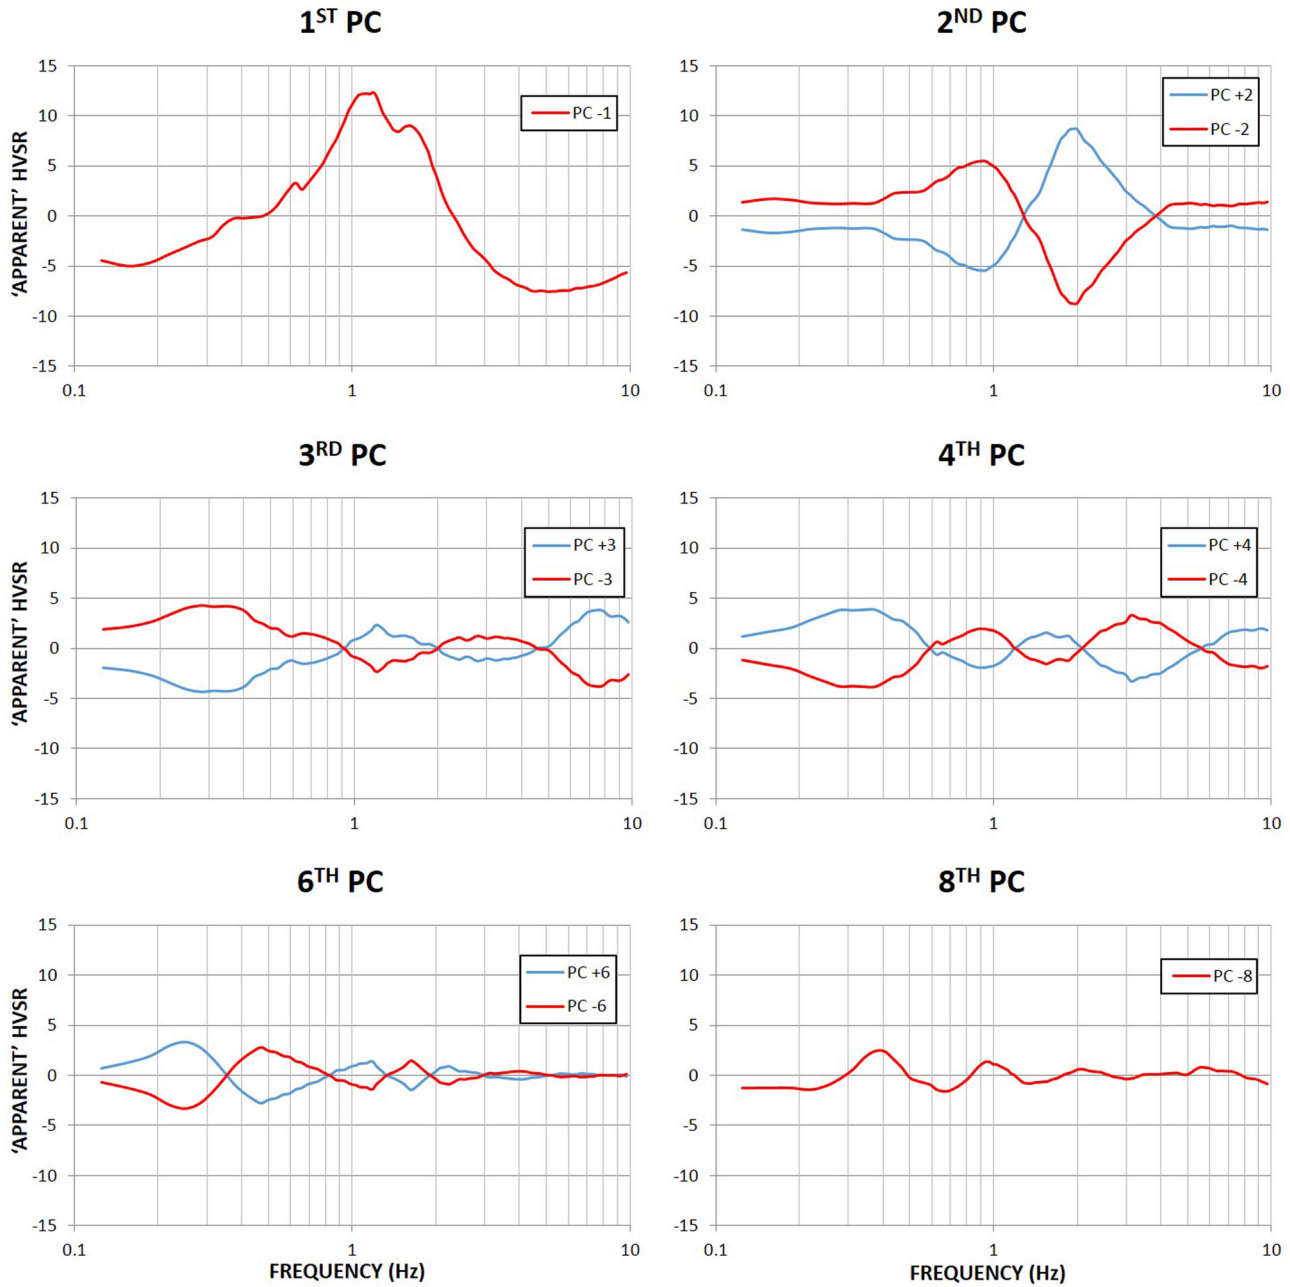 1ST PC
2ND PC
15
10
5
0
-5
-10
-15
0.1
1
10
'APPARENT' HVSR
PC -1
15
10
5
0
-5
-10
-15
0.1
1
10
PC +2
PC -2
3RD PC
4TH PC
15
10
5
0
-5
-10
-15
0.1
1
10
'APPARENT' HVSR
PC +3
PC -3
15
10
5
0
-5
-10
-15
0.1
1
10
PC +4
PC -4
6TH PC
8TH PC
15
10
5
0
-5
-10
-15
0.1
1
10
'APPARENT' HVSR
PC +6
PC -6
FREQUENCY (Hz)
15
10
5
0
-5
-10
-15
0.1
1
10
PC -8
FREQUENCY (Hz)